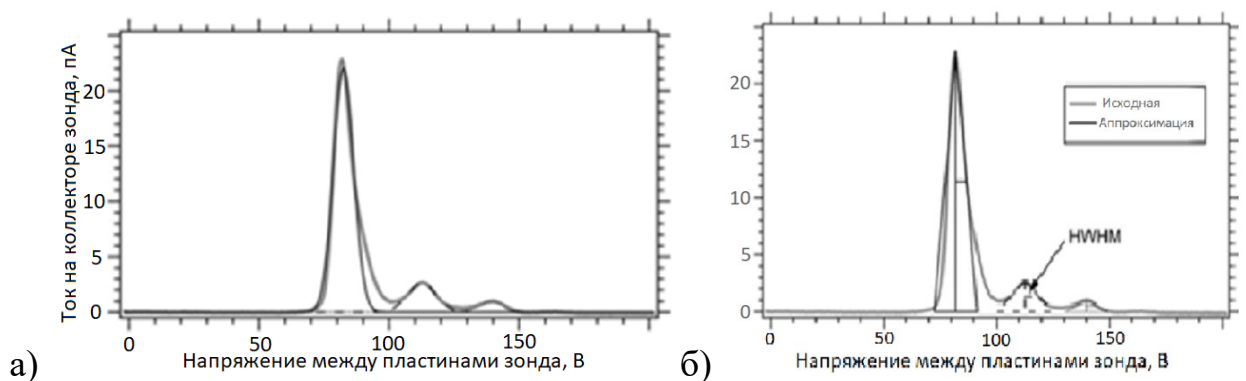 Ток на коллекторе зонда, пА
20
15
10
5
0
0
50
100
150
Напряжение между пластинами зонда, В
а)
20
15
10
5
0
Исходная
Аппроксимация
HWHM
0
50
100
150
Напряжение между пластинами зонда, В
б)